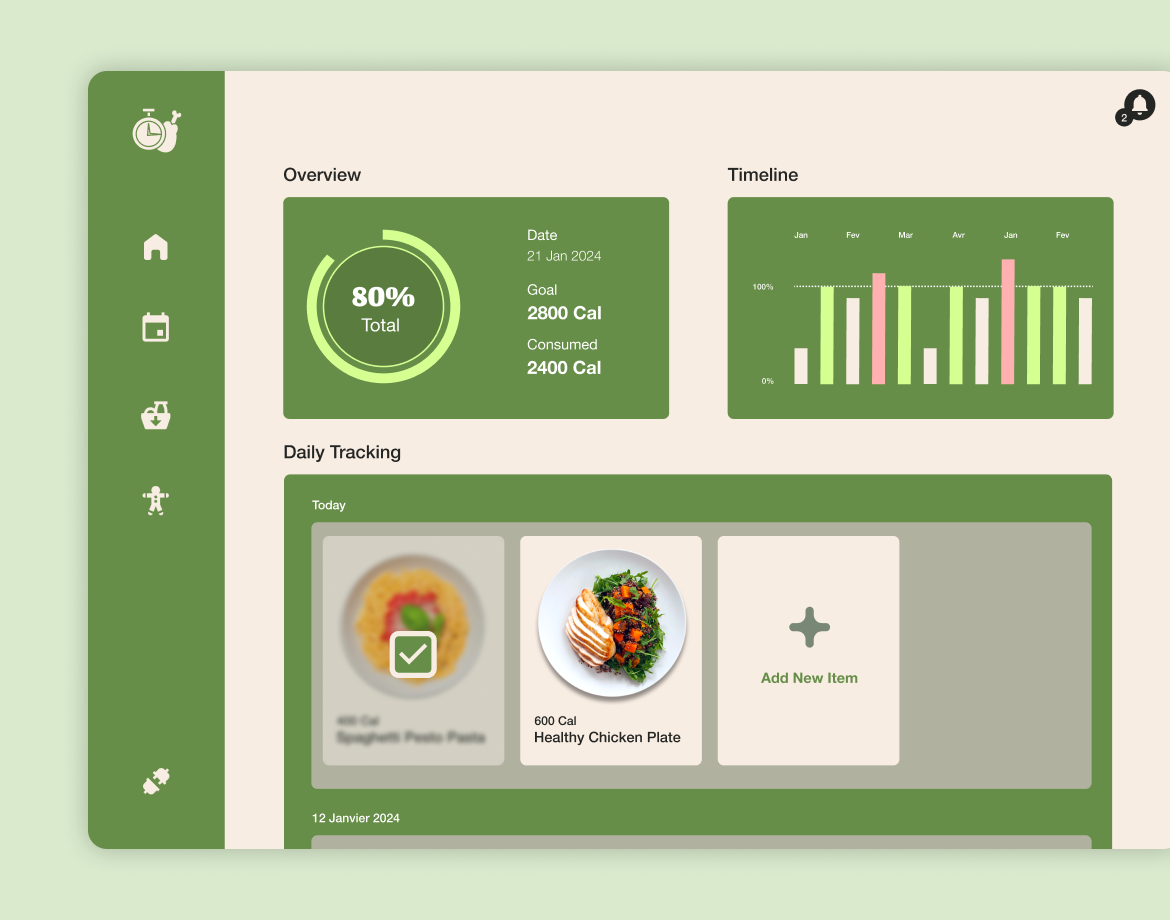 2
Overview
80%
Total
Date
21 Jan 2024
Goal
2800 Cal
Consumed
2400 Cal
Timeline
Jan Fev Mar Avr Jan Fev
100%
0%
Daily Tracking
Today
400 Cal
Spaghetti Pesto Pasta
600 Cal
Healthy Chicken Plate
Add New Item
12 Janvier 2024